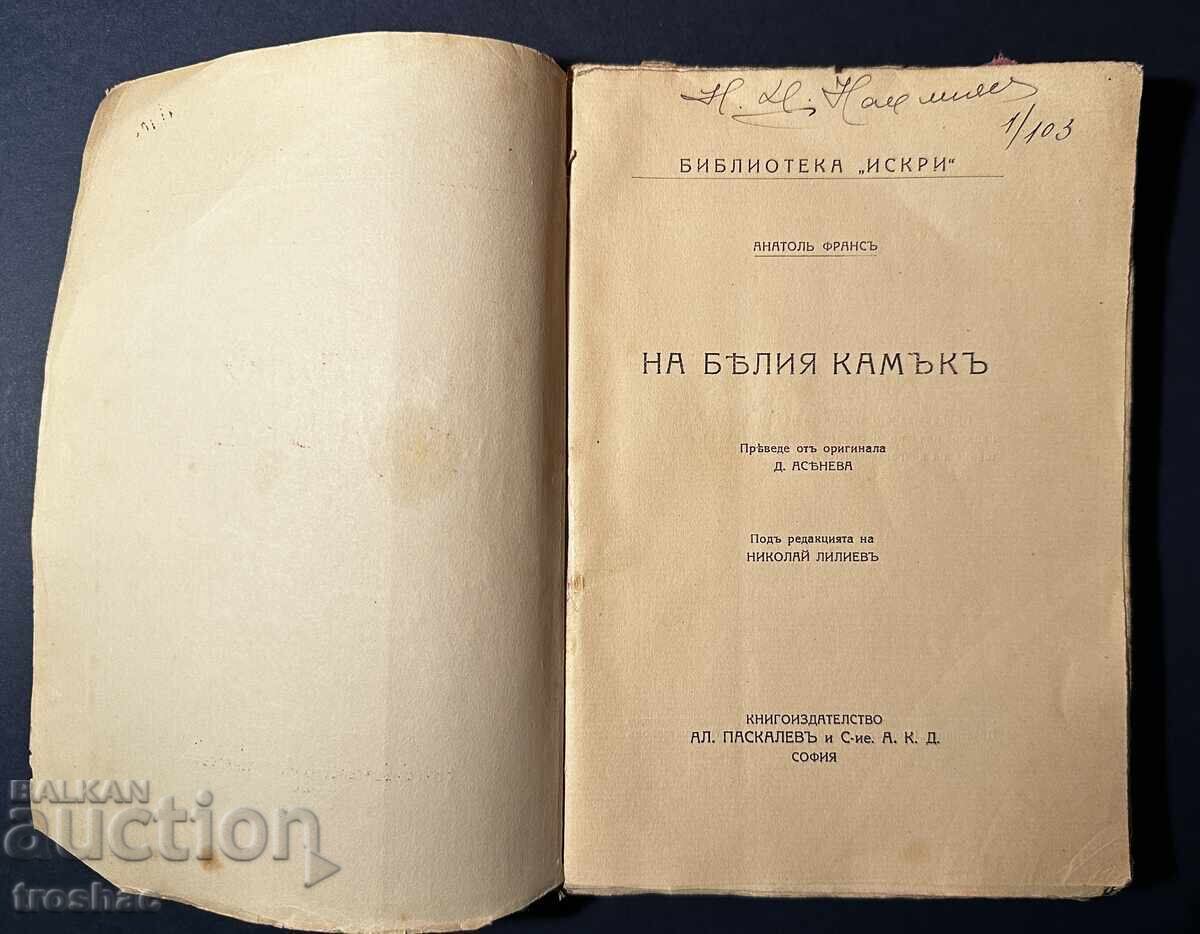 Н. И.
1/103
БИБЛИОТЕКА „ИСКРИ“
АНАТОЛЬ ФРАНСЪ
НА БѢЛИЯ КАМЪКЪ
Прѣведе отъ оригинала
Д. АСѢНЕВА
Подъ редакцията на
НИКОЛАЙ ЛИЛИЕВЪ
КНИГОИЗДАТЕЛСТВО
АЛ. ПАСКАЛЕВЪ и С-ие. А. К. Д.
СОФИЯ
BALKAN
auction
troshac